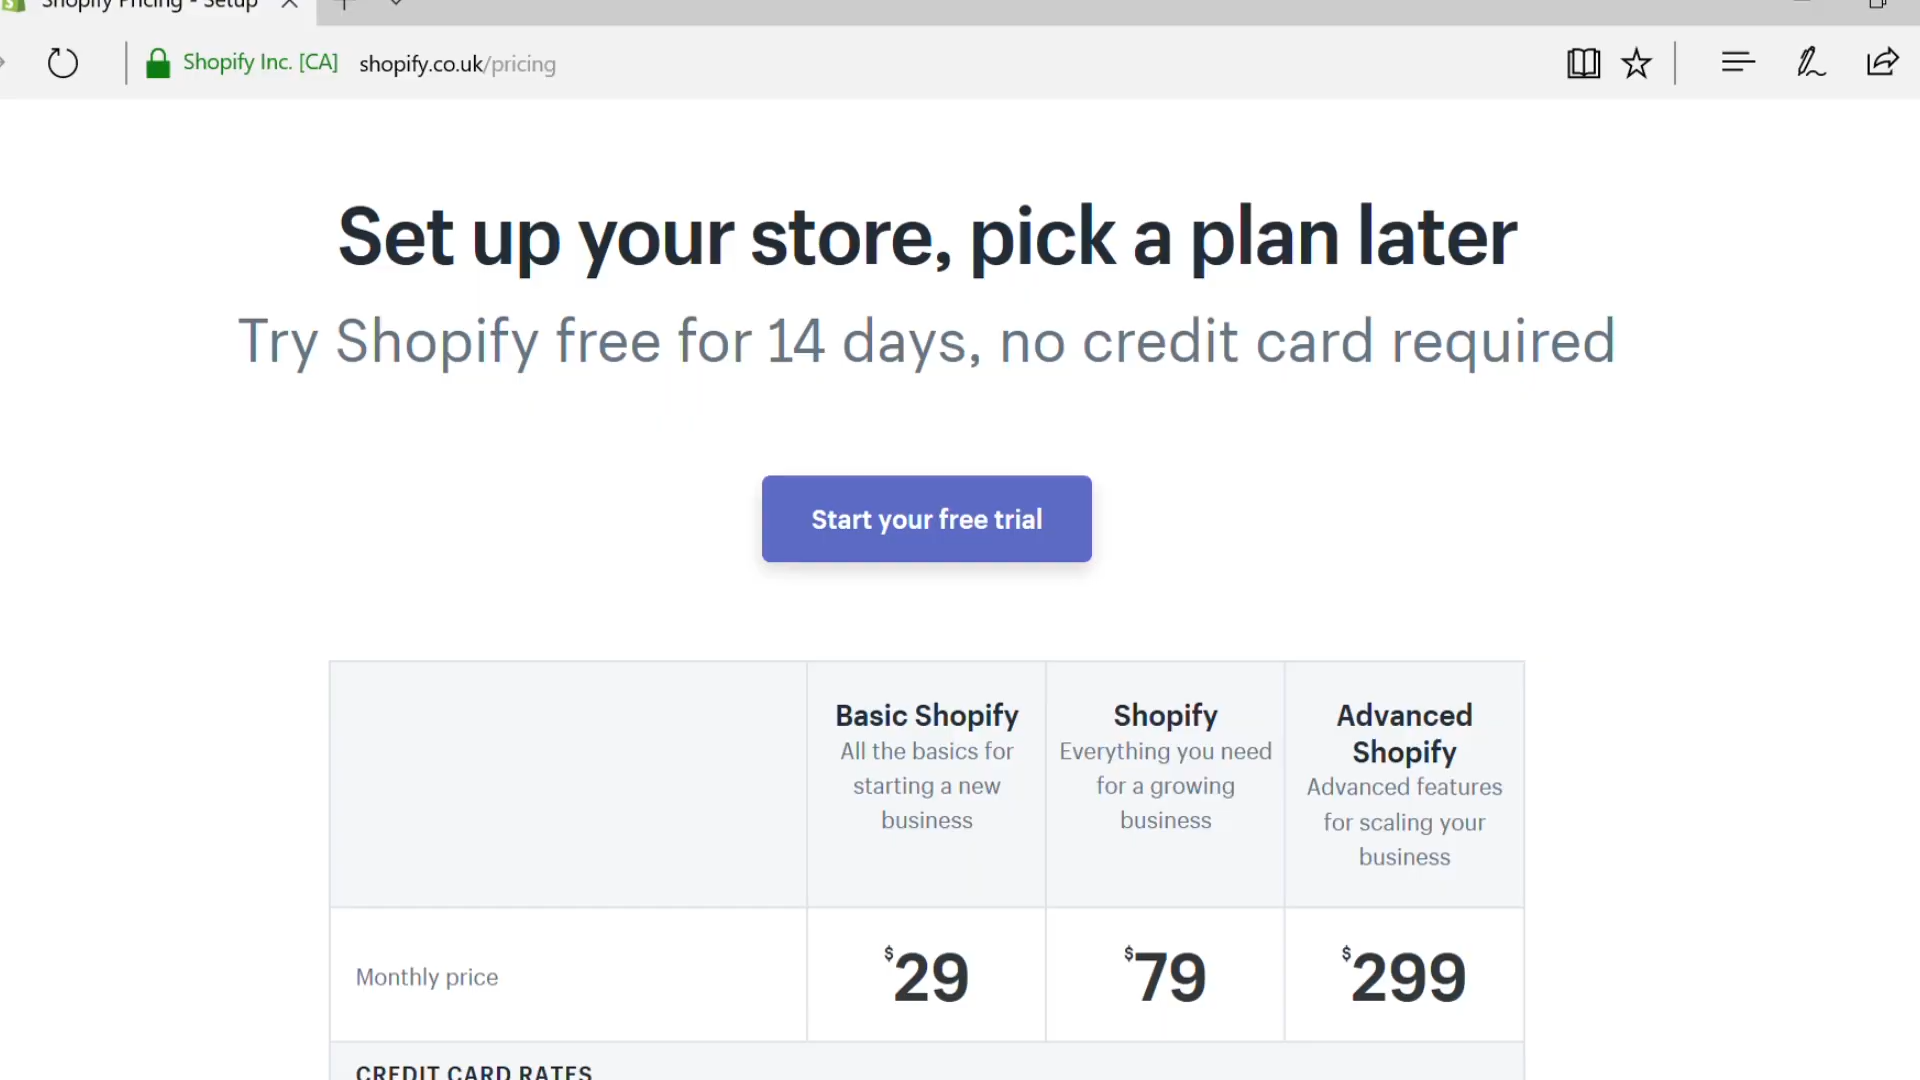 Shopify Pricing - Setup
Shopify Inc. [CA] shopify.co.uk/pricing
Set up your store, pick a plan later
Try Shopify free for 14 days, no credit card required
Start your free trial
Basic Shopify
All the basics for
starting a new
business
Shopify
Everything you need
for a growing
business
Advanced
Shopify
Advanced features
for scaling your
business
Monthly price $29 $79 $299
CREDIT CARD RATES